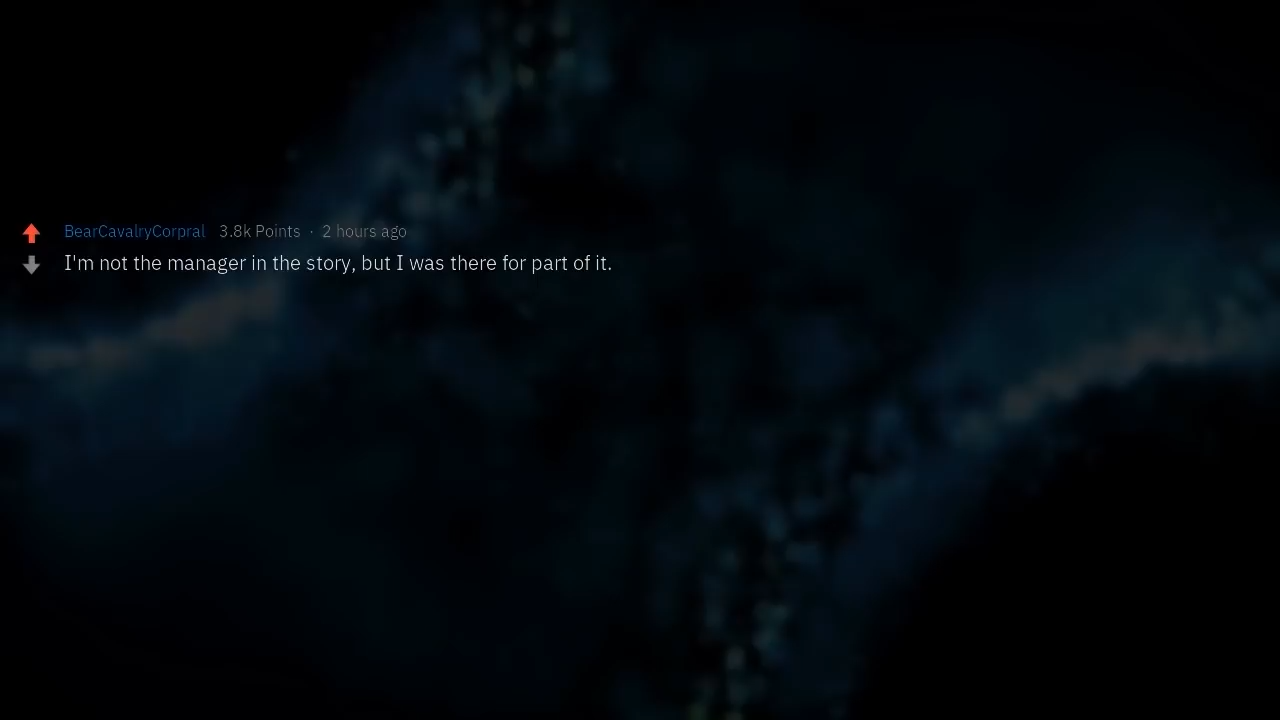 BearCavalryCorpral 3.8k Points · 2 hours ago
I'm not the manager in the story, but I was there for part of it.